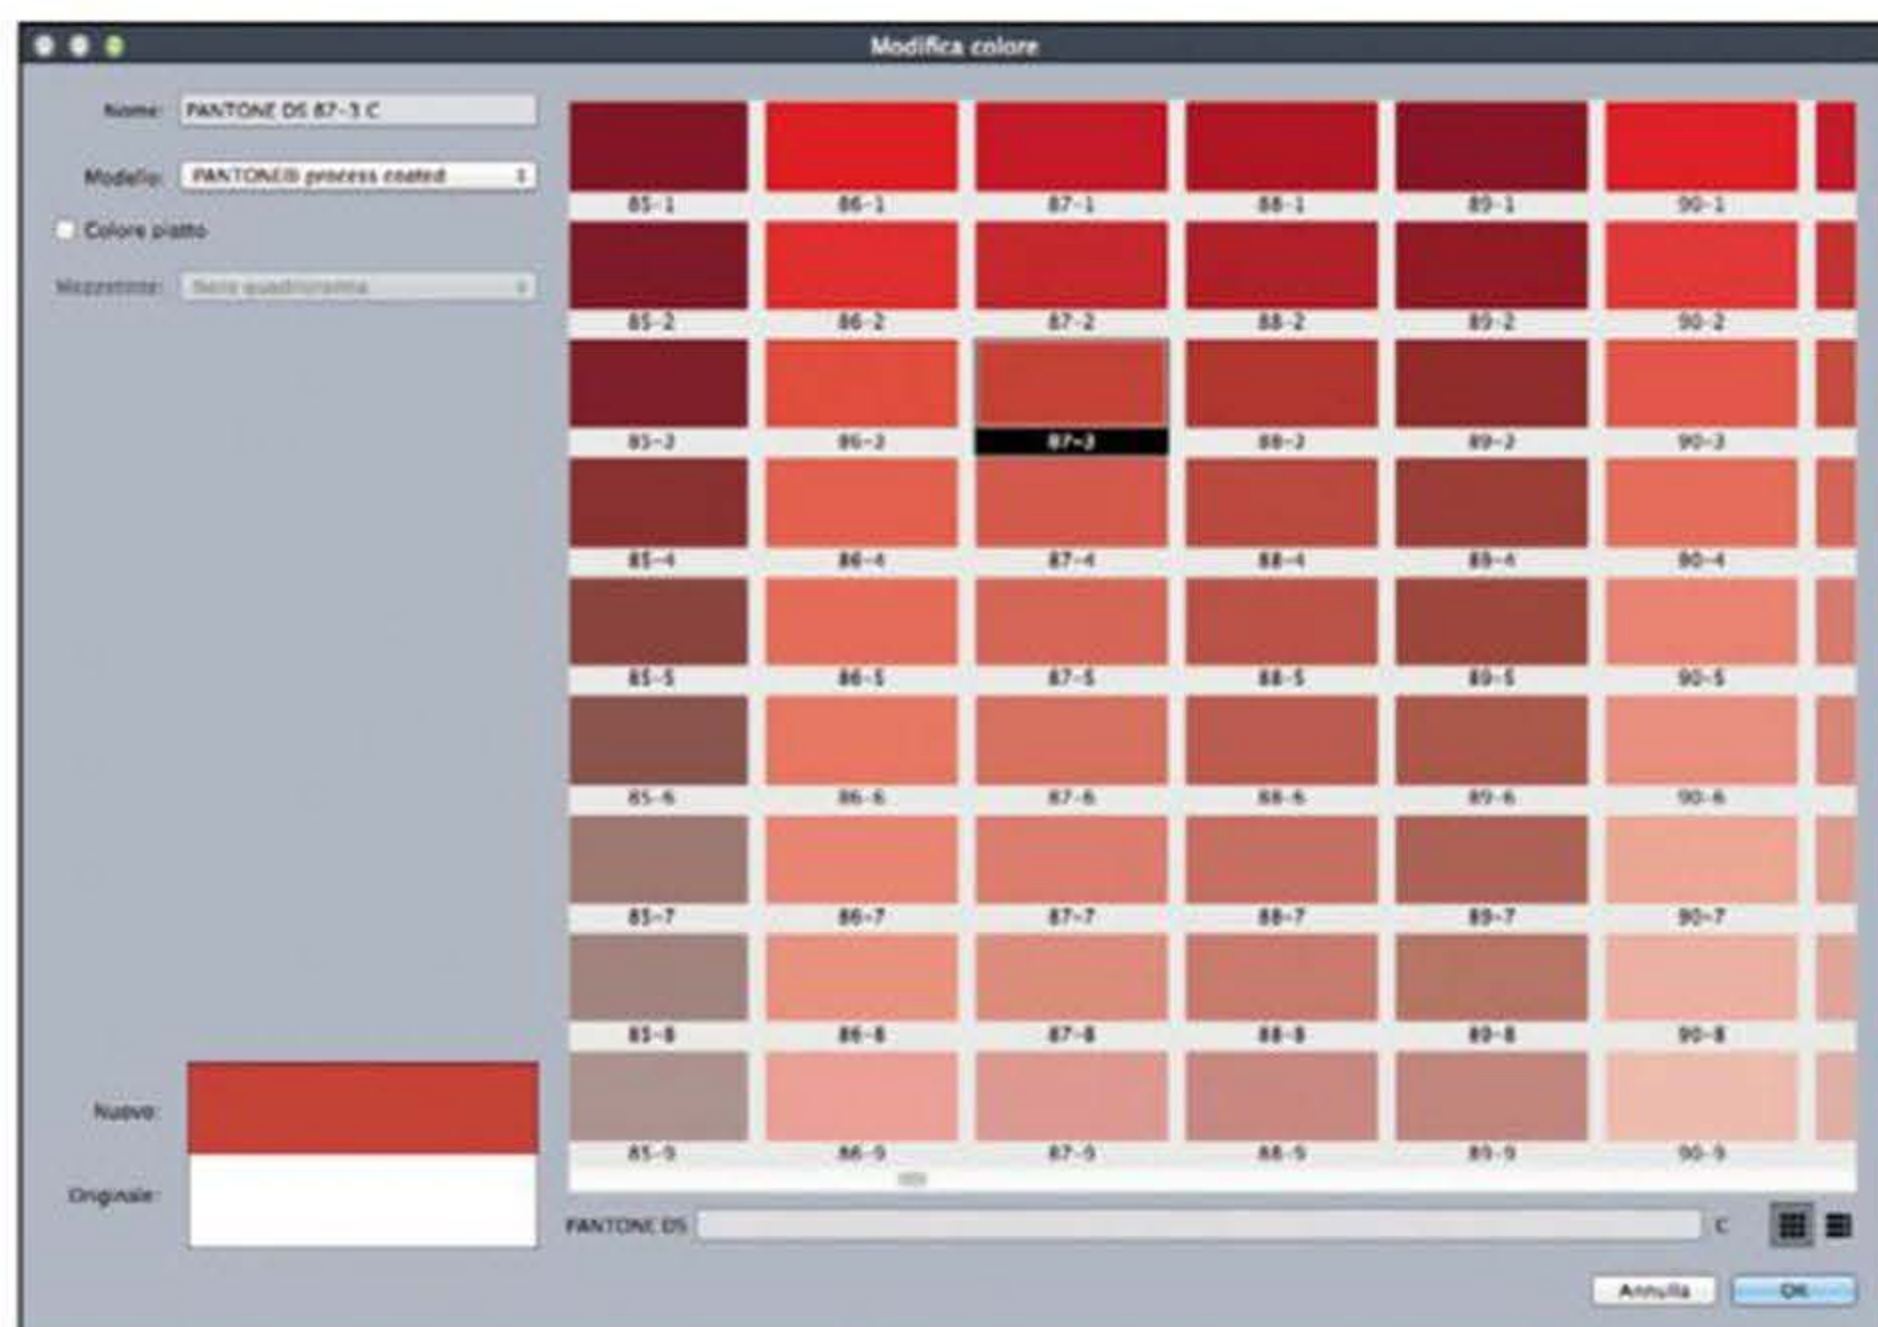 Modifica colore
Nome: PANTONE DS 87-3 C
Modello: PANTONE® process coated
Colore piatto
Mezzetinte: Nero quadricromia
85-1 86-1 87-1 88-1 89-1 90-1
85-2 86-2 87-2 88-2 89-2 90-2
85-3 86-3 87-3 88-3 89-3 90-3
85-4 86-4 87-4 88-4 89-4 90-4
85-5 86-5 87-5 88-5 89-5 90-5
85-6 86-6 87-6 88-6 89-6 90-6
85-7 86-7 87-7 88-7 89-7 90-7
85-8 86-8 87-8 88-8 89-8 90-8
85-9 86-9 87-9 88-9 89-9 90-9
Nuovo:
Originale:
PANTONE DS C
Annulla OK